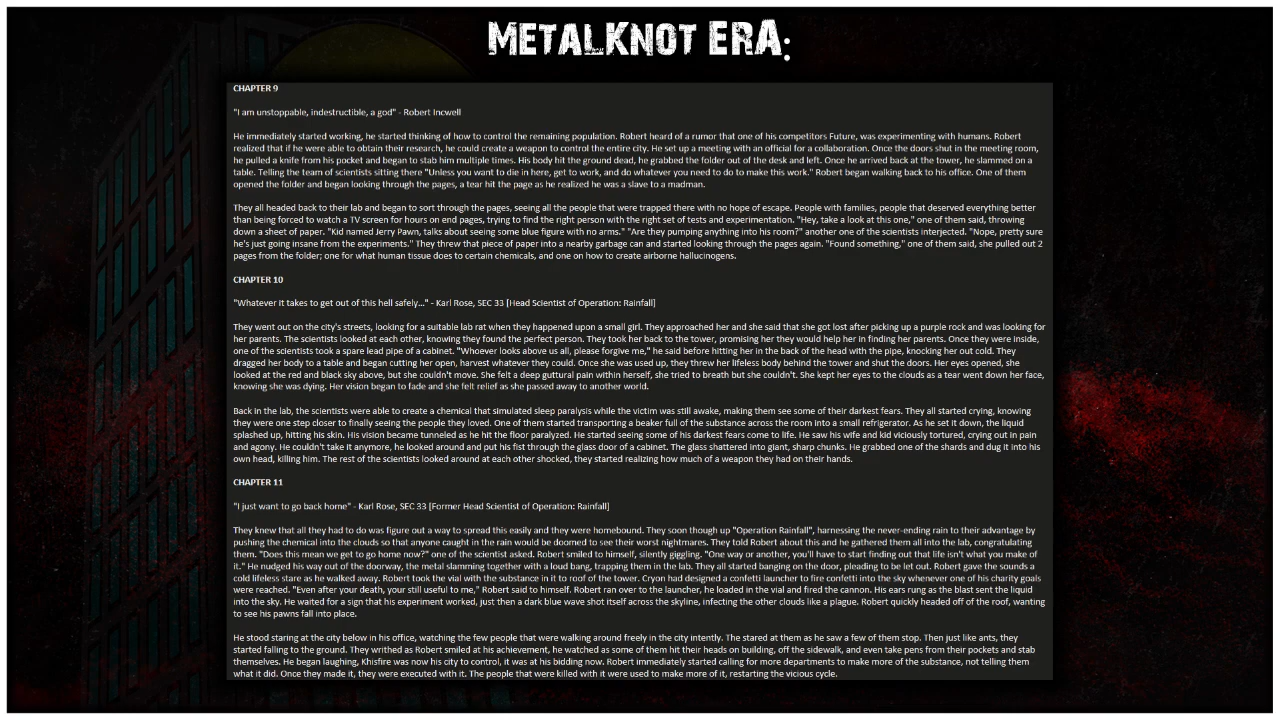 METALKNOT ERA:
CHAPTER 9
"I am unstoppable, indestructible, a god" - Robert Incwell
He immediately started working, he started thinking of how to control the remaining population. Robert heard of a rumor that one of his competitors Future, was experimenting with humans. Robert
realized that if he were able to obtain their research, he could create a weapon to control the entire city. He set up a meeting with an official for a collaboration. Once the doors shut in the meeting room,
he pulled a knife from his pocket and began to stab him multiple times. His body hit the ground dead, he grabbed the folder out of the desk and left. Once he arrived back at the tower, he slammed on a
table. Telling the team of scientists sitting there "Unless you want to die in here, get to work, and do whatever you need to do to make this work." Robert began walking back to his office. One of them
opened the folder and began looking through the pages, a tear hit the page as he realized he was a slave to a madman.
They all headed back to their lab and began to sort through the pages, seeing all the people that were trapped there with no hope of escape. People with families, people that deserved everything better
than being forced to watch a TV screen for hours on end pages, trying to find the right person with the right set of tests and experimentation. "Hey, take a look at this one," one of them said, throwing
down a sheet of paper. "Kid named Jerry Pawn, talks about seeing some blue figure with no arms." "Are they pumping anything into his room?" another one of the scientists interjected. "Nope, pretty sure
he's just going insane from the experiments." They threw that piece of paper into a nearby garbage can and started looking through the pages again. "Found something," one of them said, she pulled out 2
pages from the folder; one for what human tissue does to certain chemicals, and one on how to create airborne hallucinogens.
CHAPTER 10
"Whatever it takes to get out of this hell safely..." - Karl Rose, SEC 33 [Head Scientist of Operation: Rainfall]
They went out on the city's streets, looking for a suitable lab rat when they happened upon a small girl. They approached her and she said that she got lost after picking up a purple rock and was looking for
her parents. The scientists looked at each other, knowing they found the perfect person. They took her back to the tower, promising her they would help her in finding her parents. Once they were inside,
one of the scientists took a spare lead pipe of a cabinet. "Whoever looks above us all, please forgive me," he said before hitting her in the back of the head with the pipe, knocking her out cold. They
dragged her body to a table and began cutting her open, harvest whatever they could. Once she was used up, they threw her lifeless body behind the tower and shut the doors. Her eyes opened, she
looked at the red and black sky above, but she couldn't move. She felt a deep guttural pain within herself, she tried to breath but she couldn't. She kept her eyes to the clouds as a tear went down her face,
knowing she was dying. Her vision began to fade and she felt relief as she passed away to another world.
Back in the lab, the scientists were able to create a chemical that simulated sleep paralysis while the victim was still awake, making them see some of their darkest fears. They all started crying, knowing
they were one step closer to finally seeing the people they loved. One of them started transporting a beaker full of the substance across the room into a small refrigerator. As he set it down, the liquid
splashed up, hitting his skin. His vision became tunneled as he hit the floor paralyzed. He started seeing some of his darkest fears come to life. He saw his wife and kid viciously tortured, crying out in pain
and agony. He couldn't take it anymore, he looked around and put his fist through the glass door of a cabinet. The glass shattered into giant, sharp chunks. He grabbed one of the shards and dug it into his
own head, killing him. The rest of the scientists looked around at each other shocked, they started realizing how much of a weapon they had on their hands.
CHAPTER 11
"I just want to go back home" - Karl Rose, SEC 33 [Former Head Scientist of Operation: Rainfall]
They knew that all they had to do was figure out a way to spread this easily and they were homebound. They soon though up "Operation Rainfall", harnessing the never-ending rain to their advantage by
pushing the chemical into the clouds so that anyone caught in the rain would be doomed to see their worst nightmares. They told Robert about this and he gathered them all into the lab, congratulating
them. "Does this mean we get to go home now?" one of the scientist asked. Robert smiled to himself, silently giggling. "One way or another, you'll have to start finding out that life isn't what you make of
it." He nudged his way out of the doorway, the metal slamming together with a loud bang, trapping them in the lab. They all started banging on the door, pleading to be let out. Robert gave the sounds a
cold lifeless stare as he walked away. Robert took the vial with the substance in it to roof of the tower. Cryon had designed a confetti launcher to fire confetti into the sky whenever one of his charity goals
were reached. "Even after your death, your still useful to me," Robert said to himself. Robert ran over to the launcher, he loaded in the vial and fired the cannon. His ears rung as the blast sent the liquid
into the sky. He waited for a sign that his experiment worked, just then a dark blue wave shot itself across the skyline, infecting the other clouds like a plague. Robert quickly headed off of the roof, wanting
to see his pawns fall into place.
He stood staring at the city below in his office, watching the few people that were walking around freely in the city intently. The stared at them as he saw a few of them stop. Then just like ants, they
started falling to the ground. They writhed as Robert smiled at his achievement, he watched as some of them hit their heads on building, off the sidewalk, and even take pens from their pockets and stab
themselves. He began laughing, Khisfire was now his city to control, it was at his bidding now. Robert immediately started calling for more departments to make more of the substance, not telling them
what it did. Once they made it, they were executed with it. The people that were killed with it were used to make more of it, restarting the vicious cycle.